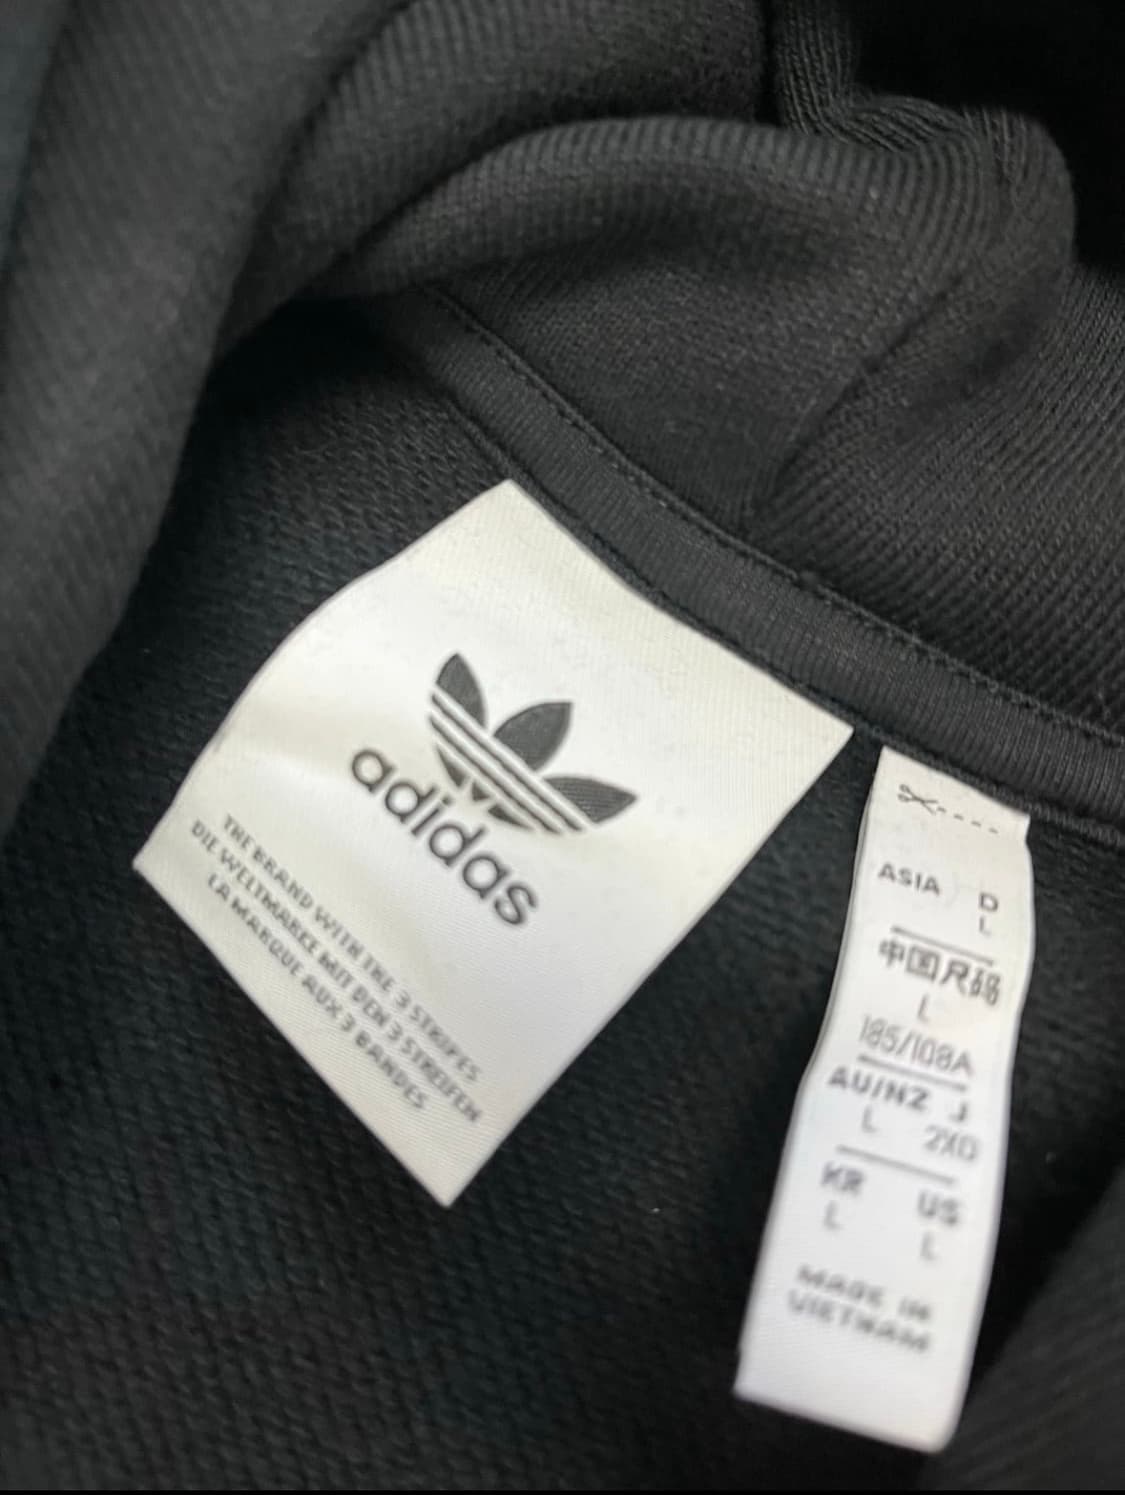 adidas
THE BRAND WITH THE 3 STRIPES
DIE WELTMARKE MIT DEN 3 STREIFEN
LA MARQUE AUX 3 BANDES
ASIA D
L
中国尺码
L
185/108A
AU/NZ J
L 2XO
KR US
L L
MADE IN
VIETNAM